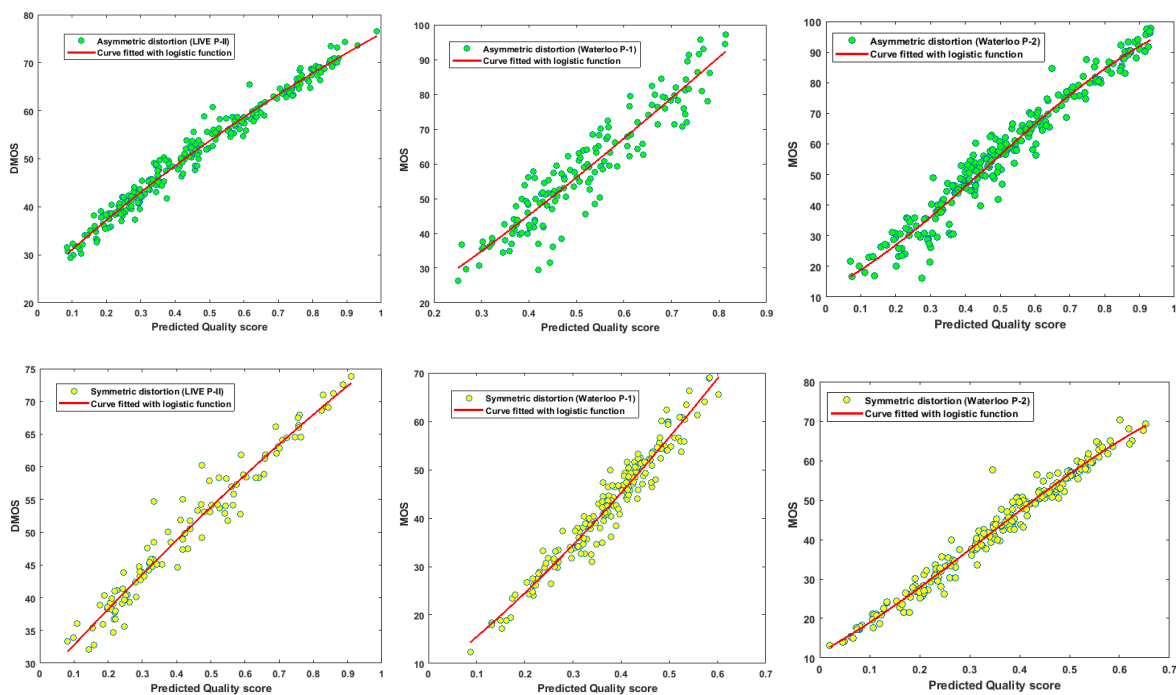 80
70
60
50
40
30
20
DMOS
0 0.1 0.2 0.3 0.4 0.5 0.6 0.7 0.8 0.9 1
Predicted Quality score
Asymmetric distortion (LIVE P-II)
Curve fitted with logistic function
100
90
80
70
60
50
40
30
20
MOS
0.2 0.3 0.4 0.5 0.6 0.7 0.8 0.9
Predicted Quality score
Asymmetric distortion (Waterloo P-1)
Curve fitted with logistic function
100
90
80
70
60
50
40
30
20
10
MOS
0 0.1 0.2 0.3 0.4 0.5 0.6 0.7 0.8 0.9 1
Predicted Quality score
Asymmetric distortion (Waterloo P-2)
Curve fitted with logistic function
75
70
65
60
55
50
45
40
35
30
DMOS
0 0.1 0.2 0.3 0.4 0.5 0.6 0.7 0.8 0.9 1
Predicted Quality score
Symmetric distortion (LIVE P-II)
Curve fitted with logistic function
70
60
50
40
30
20
10
MOS
0 0.1 0.2 0.3 0.4 0.5 0.6 0.7
Predicted Quality score
Symmetric distortion (Waterloo P-1)
Curve fitted with logistic function
80
70
60
50
40
30
20
10
MOS
0 0.1 0.2 0.3 0.4 0.5 0.6 0.7
Predicted Quality score
Symmetric distortion (Waterloo P-2)
Curve fitted with logistic function